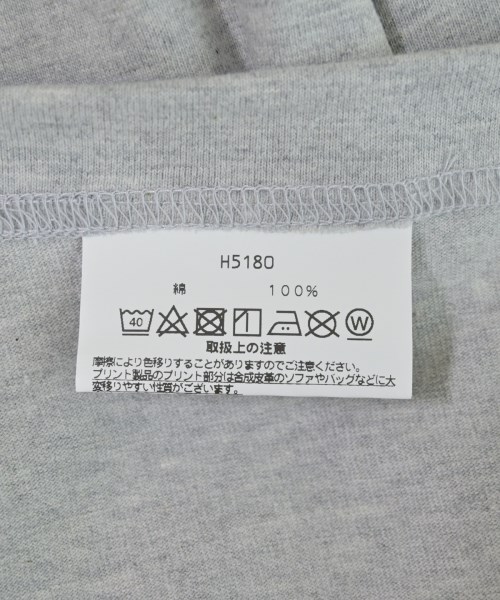 H5180
綿 100%
40 W
取扱上の注意
摩擦により色移りすることがありますのでご注意ください。
プリント製品のプリント部分は合成皮革のソファやバッグなどに大
変移りやすい性質がございます。